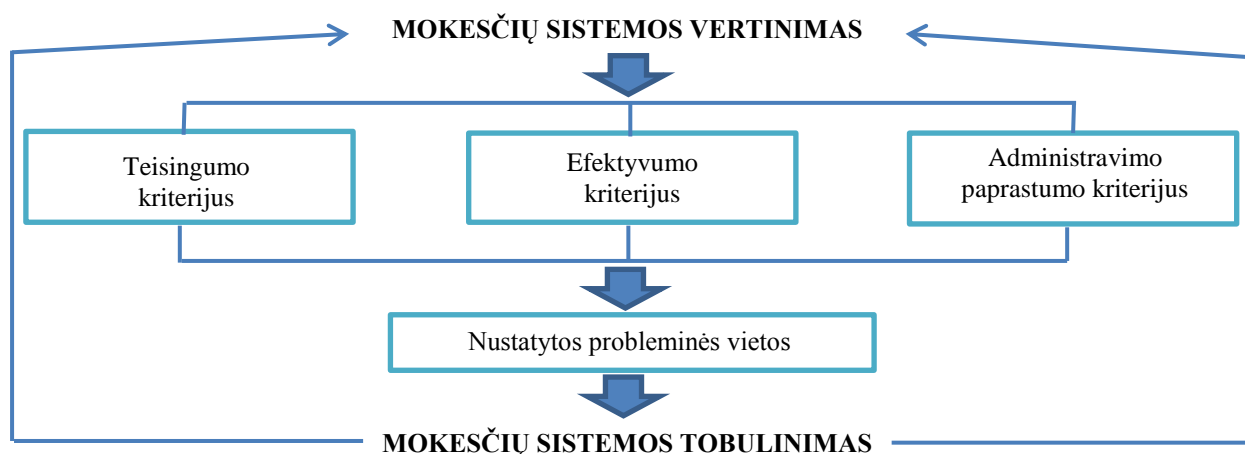 MOKESČIŲ SISTEMOS VERTINIMAS
Teisingumo
kriterijus
Efektyvumo
kriterijus
Administravimo
paprastumo kriterijus
Nustatytos probleminės vietos
MOKESČIŲ SISTEMOS TOBULINIMAS